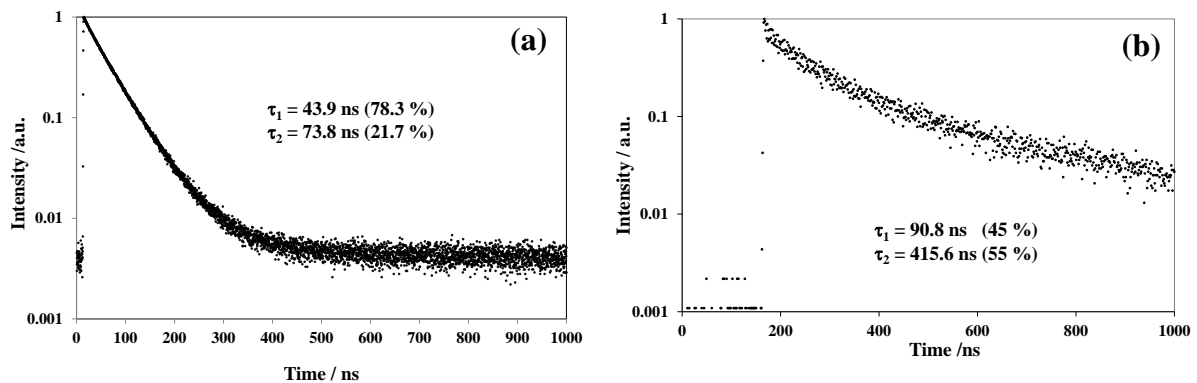 (a)
τ1 = 43.9 ns (78.3 %)
τ2 = 73.8 ns (21.7 %)
Intensity /a.u.
1
0.1
0.01
0.001
0 100 200 300 400 500 600 700 800 900 1000
Time / ns
(b)
τ1 = 90.8 ns (45 %)
τ2 = 415.6 ns (55 %)
Intensity / a.u.
1
0.1
0.01
0.001
0 200 400 600 800 1000
Time /ns